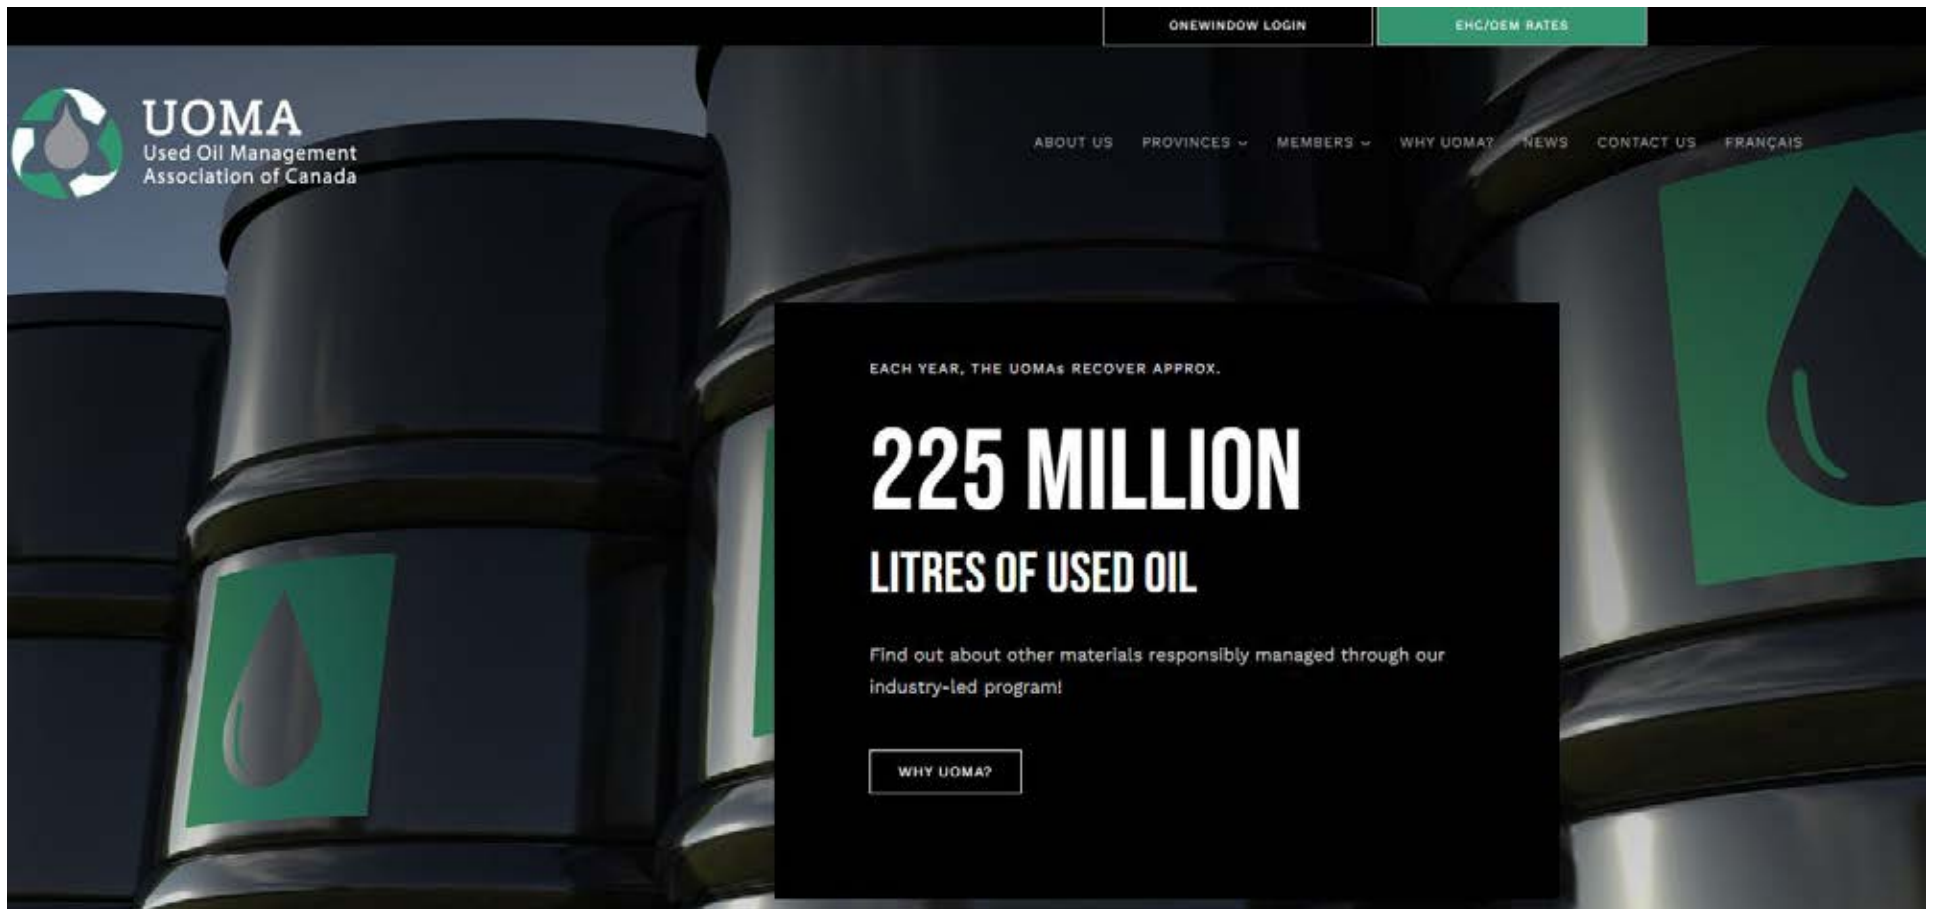 ONEWINDOW LOGIN
EHC/OEM RATES
UOMA
Used Oil Management
Association of Canada
ABOUT US PROVINCES MEMBERS WHY UOMA? NEWS CONTACT US FRANÇAIS
EACH YEAR, THE UOMAs RECOVER APPROX.
225 MILLION
LITRES OF USED OIL
Find out about other materials responsibly managed through our
industry-led program!
WHY UOMA?